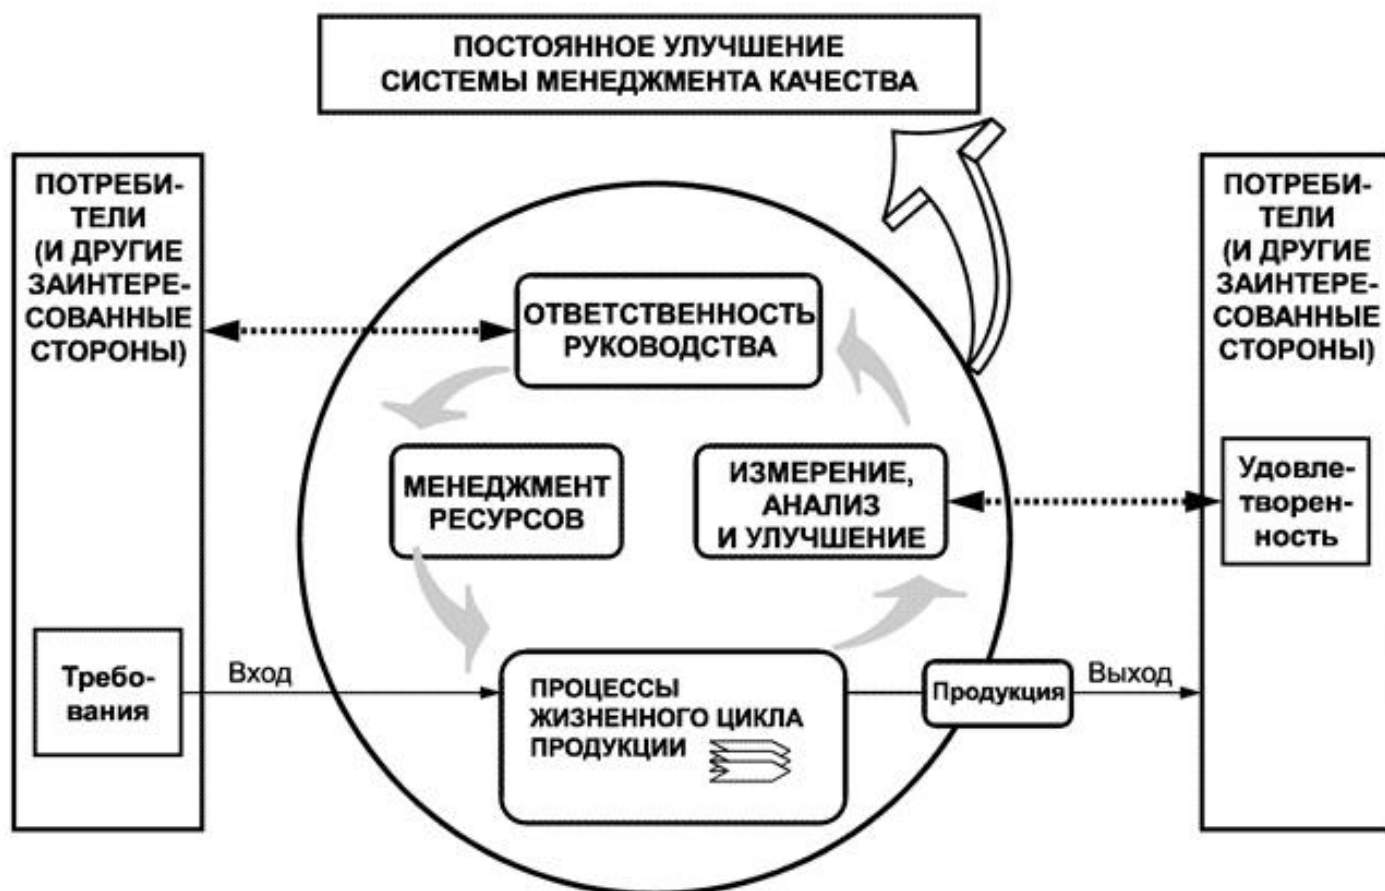 ПОСТОЯННОЕ УЛУЧШЕНИЕ
СИСТЕМЫ МЕНЕДЖМЕНТА КАЧЕСТВА
ПОТРЕБИ-
ТЕЛИ
(И ДРУГИЕ
ЗАИНТЕРЕ-
СОВАННЫЕ
СТОРОНЫ)
ОТВЕТСТВЕННОСТЬ
РУКОВОДСТВА
МЕНЕДЖМЕНТ
РЕСУРСОВ
ИЗМЕРЕНИЕ,
АНАЛИЗ
И УЛУЧШЕНИЕ
ПОТРЕБИ-
ТЕЛИ
(И ДРУГИЕ
ЗАИНТЕРЕ-
СОВАННЫЕ
СТОРОНЫ)
Удовле-
творен-
ность
Требо-
вания
Вход
ПРОЦЕССЫ
ЖИЗНЕННОГО ЦИКЛА
ПРОДУКЦИИ
Продукция
Выход